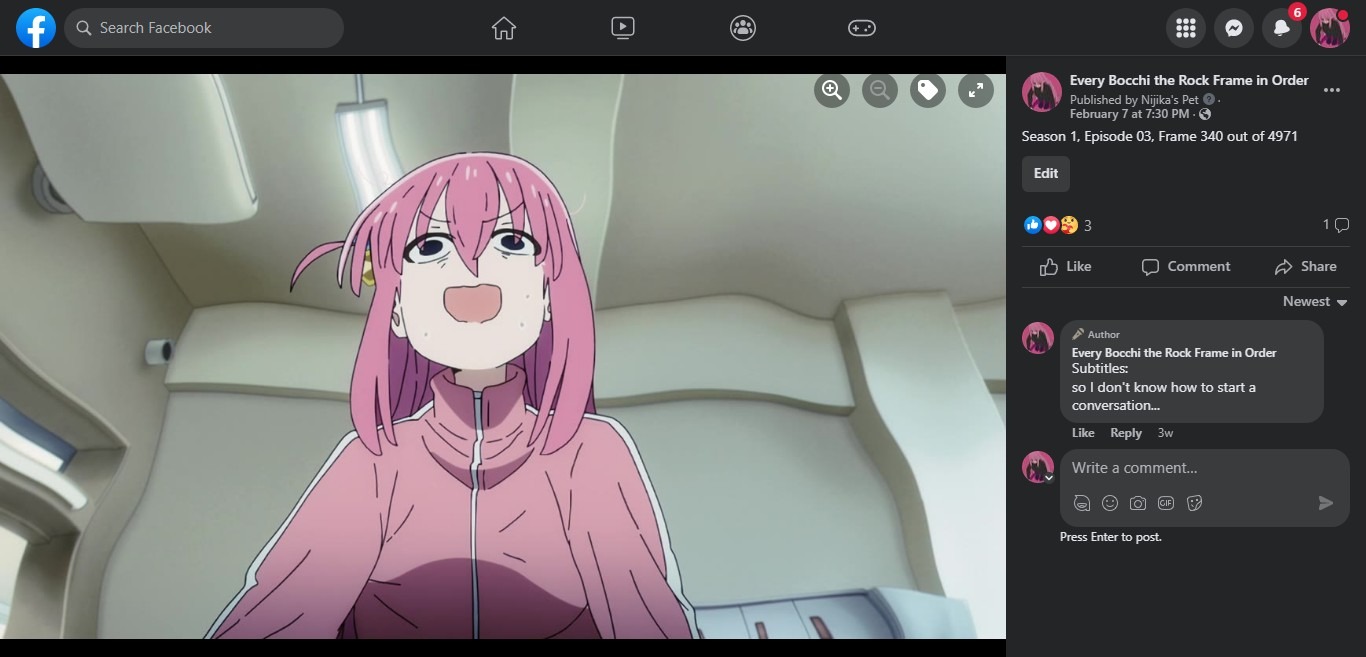 Search Facebook
6
Every Bocchi the Rock Frame in Order
Published by Nijika's Pet ·
February 7 at 7:30 PM ·
Season 1, Episode 03, Frame 340 out of 4971
Edit
3
1
Like
Comment
Share
Newest
Author
Every Bocchi the Rock Frame in Order
Subtitles:
so I don't know how to start a
conversation...
Like
Reply
3w
Write a comment...
GIF
Press Enter to post.